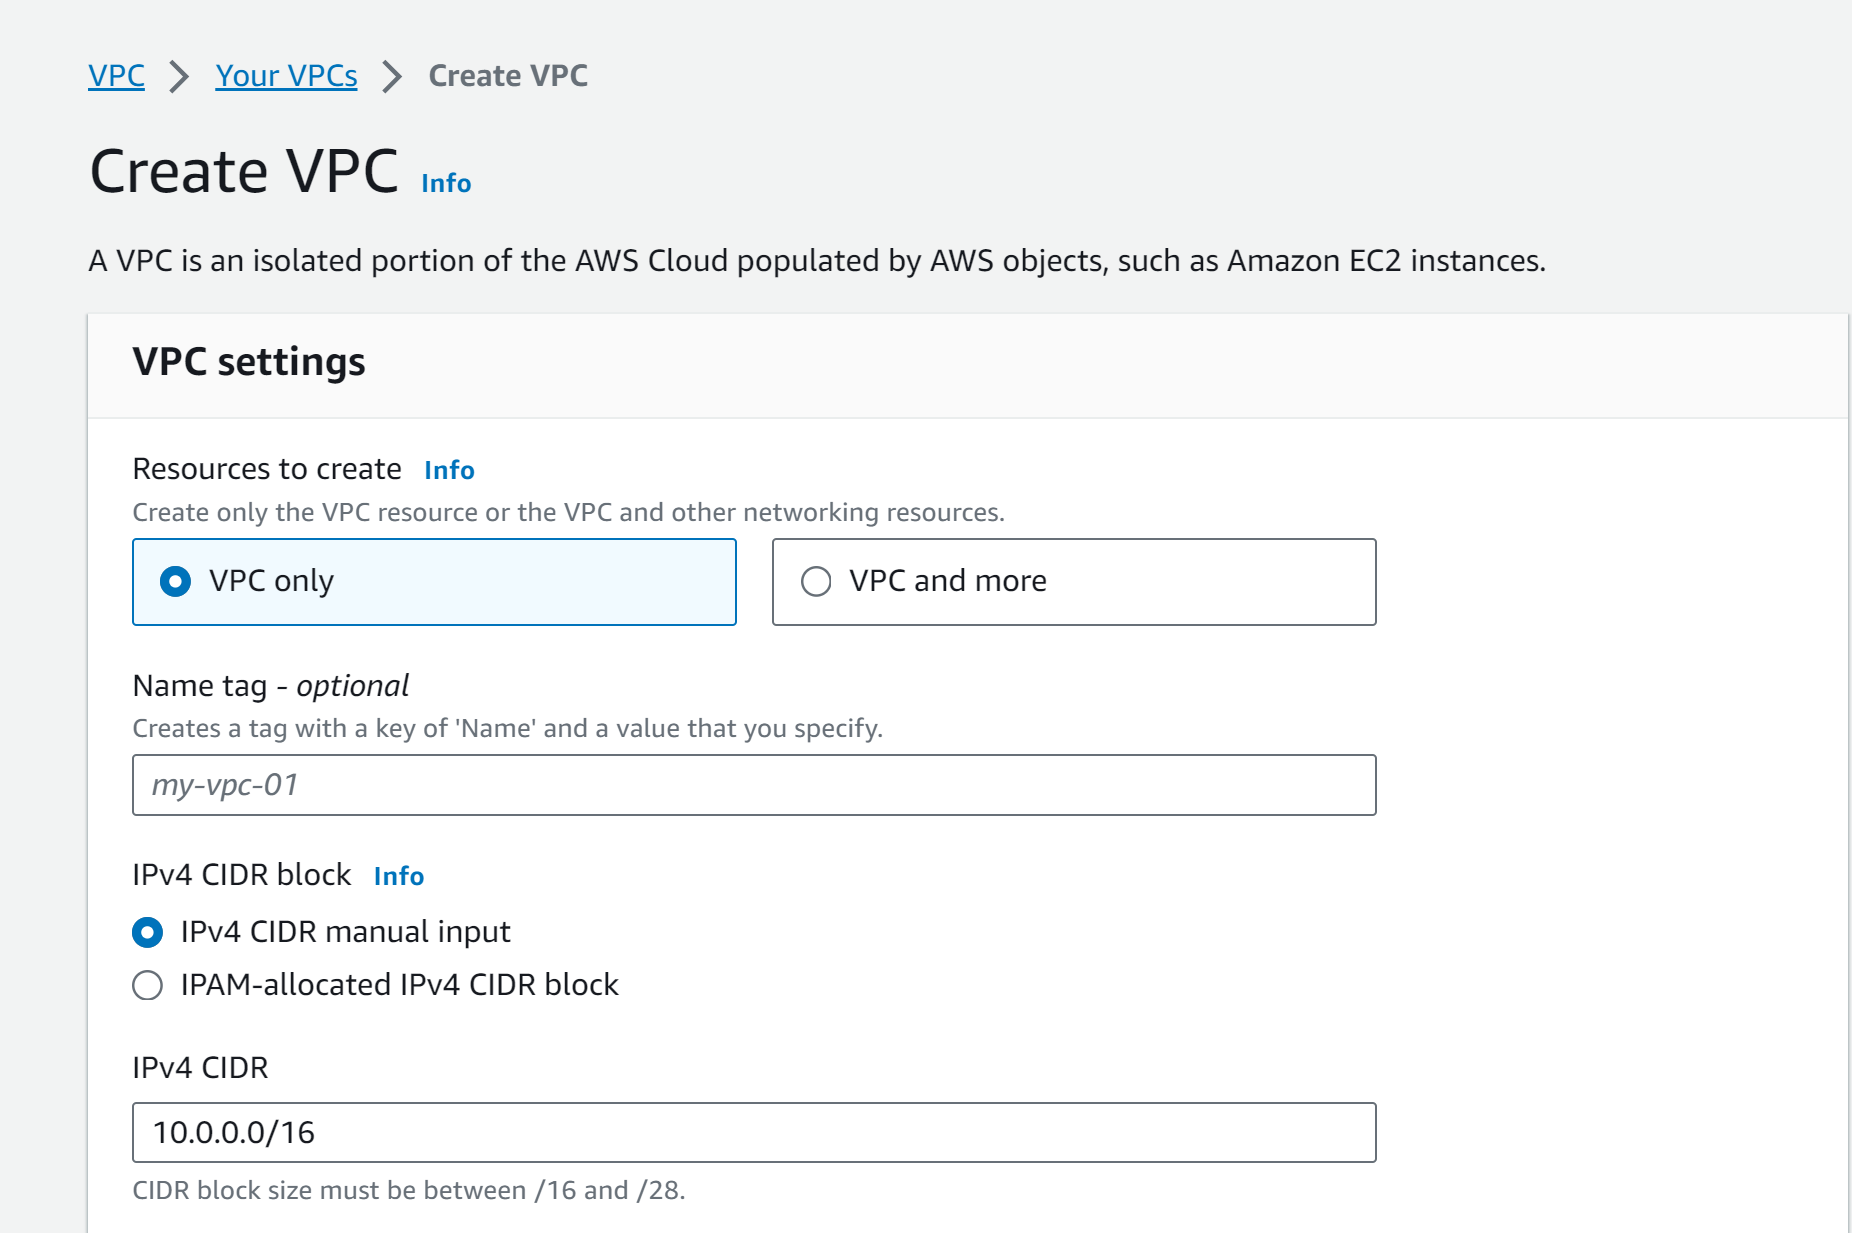 VPC > Your VPCs > Create VPC
Create VPC Info
A VPC is an isolated portion of the AWS Cloud populated by AWS objects, such as Amazon EC2 instances.
VPC settings
Resources to create Info
Create only the VPC resource or the VPC and other networking resources.
VPC only VPC and more
Name tag - optional
Creates a tag with a key of 'Name' and a value that you specify.
my-vpc-01
IPv4 CIDR block Info
IPv4 CIDR manual input
IPAM-allocated IPv4 CIDR block
IPv4 CIDR
10.0.0.0/16
CIDR block size must be between /16 and /28.